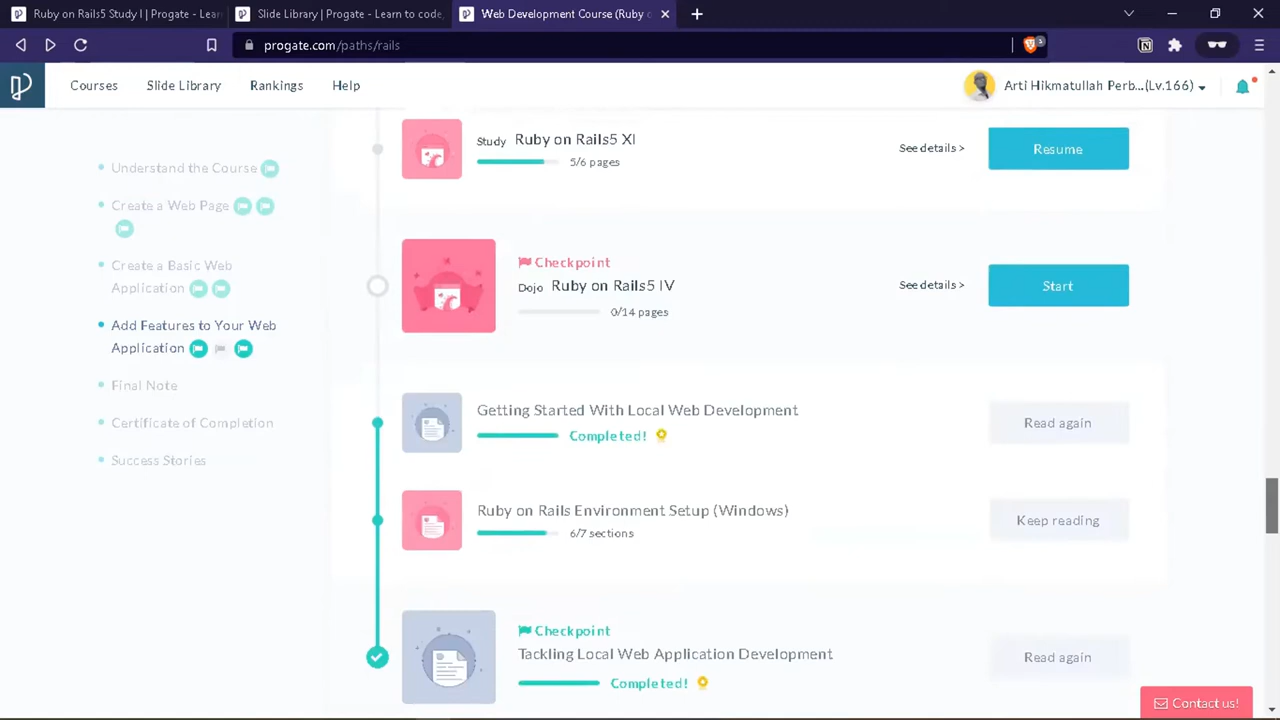 Ruby on Rails5 Study I | Progate - Lear
Slide Library | Progate - Learn to code,
Web Development Course (Ruby o
progate.com/paths/rails
Courses
Slide Library
Rankings
Help
Arti Hikmatullah Perb...(Lv.166)
Understand the Course
Create a Web Page
Create a Basic Web
Application
Add Features to Your Web
Application
Final Note
Certificate of Completion
Success Stories
Study Ruby on Rails5 XI
5/6 pages
See details >
Resume
Checkpoint
Dojo Ruby on Rails5 IV
0/14 pages
See details >
Start
Getting Started With Local Web Development
Completed!
Read again
Ruby on Rails Environment Setup (Windows)
6/7 sections
Keep reading
Checkpoint
Tackling Local Web Application Development
Completed!
Read again
Contact us!